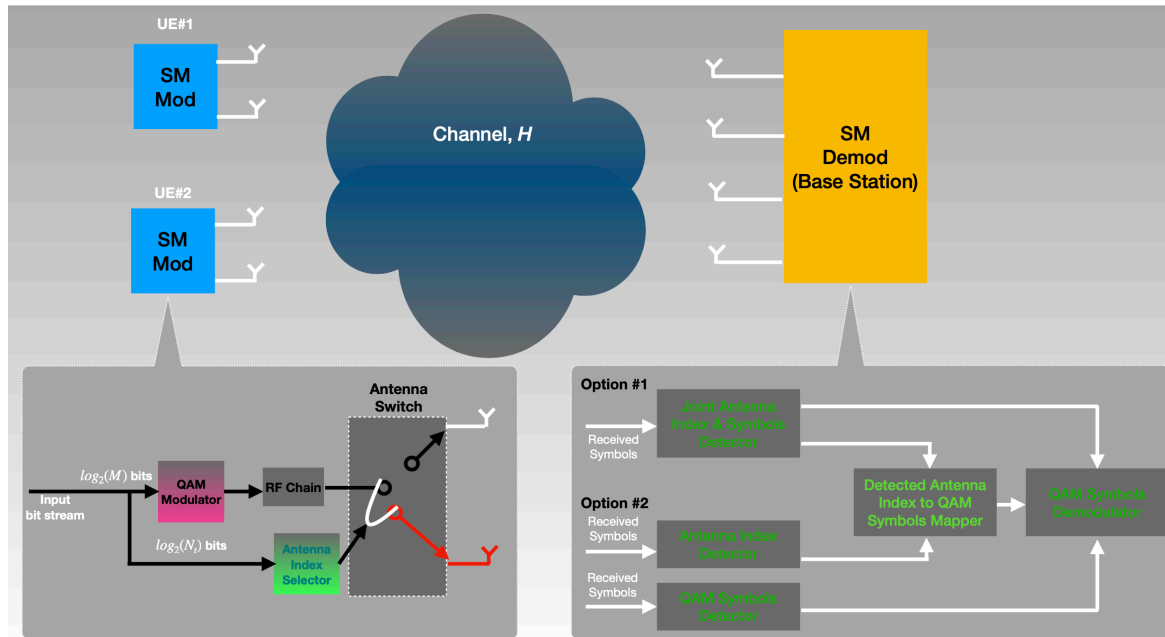 UE#1
SM
Mod
UE#2
SM
Mod
Channel, H
SM
Demod
(Base Station)
Antenna
Switch
log₂(M) bits
Input
bit stream
QAM
Modulator
RF Chain
log₂(Nₜ) bits
Antenna
Index
Selector
Option #1
Received
Symbols
Joint Antenna
Index & Symbols
Detector
Option #2
Received
Symbols
Antenna Index
Detector
Received
Symbols
QAM Symbols
Detector
Detected Antenna
Index to QAM
Symbols Mapper
QAM Symbols
Demodulator